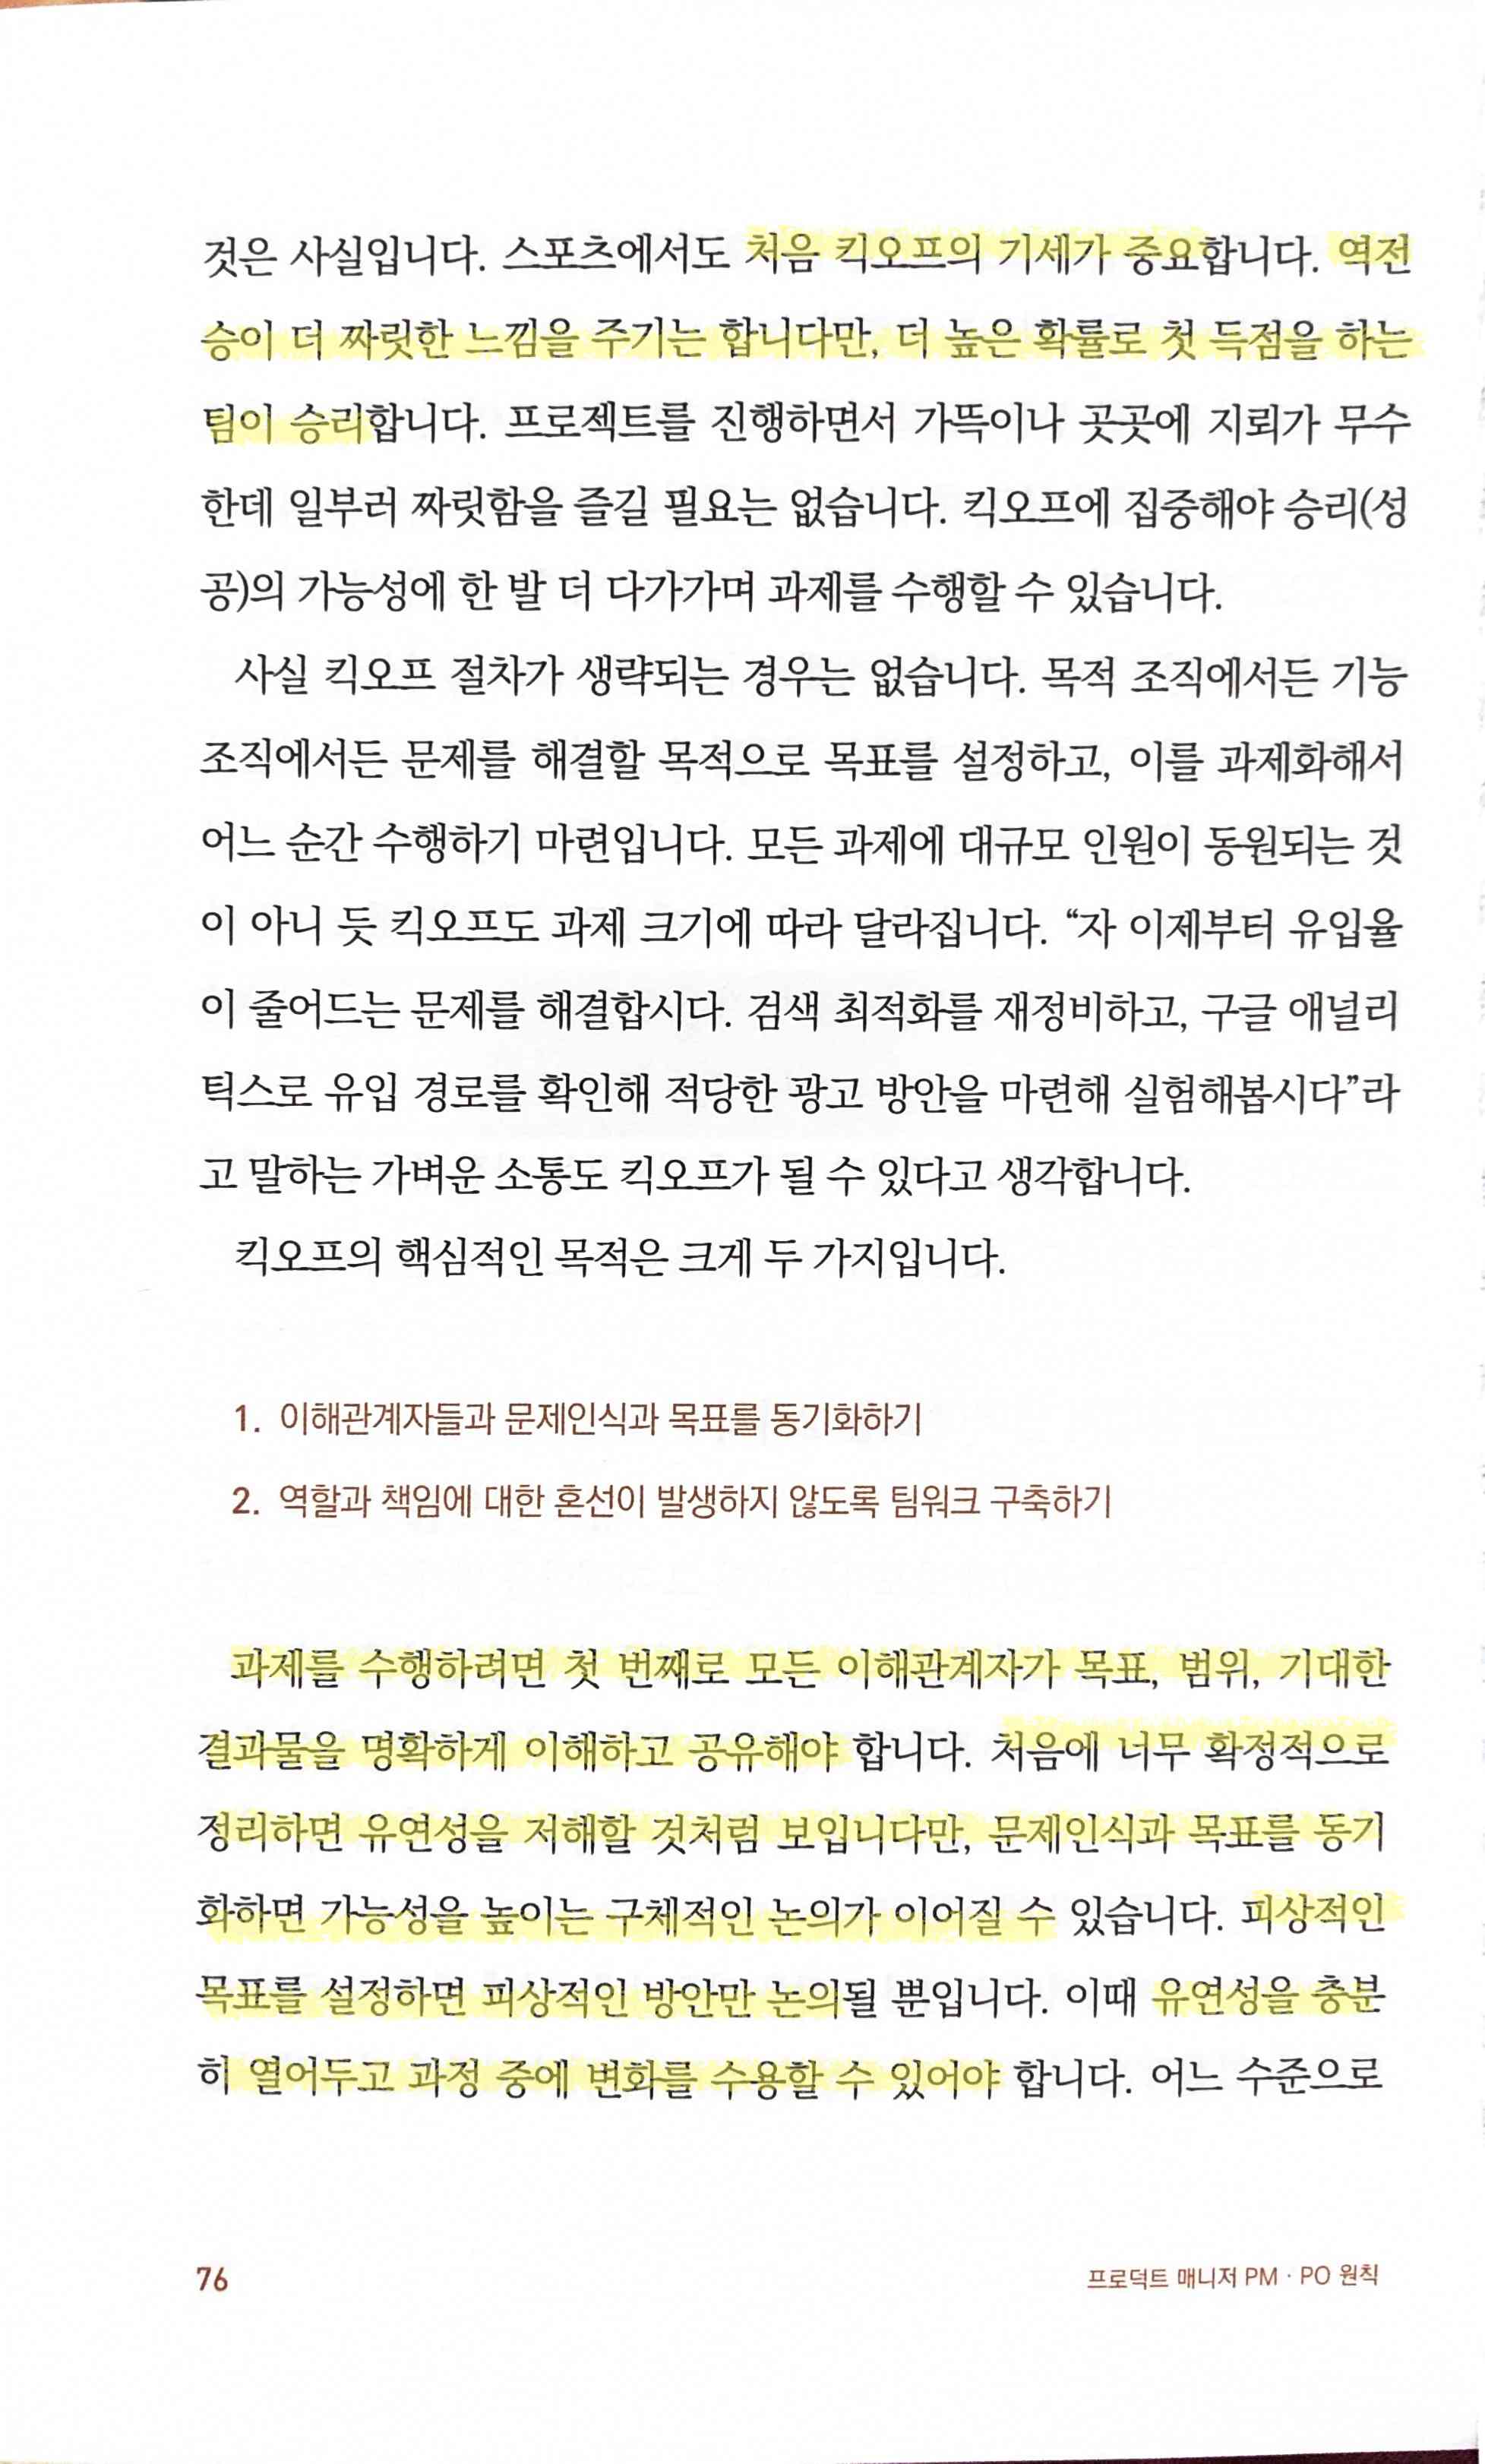 것은 사실입니다. 스포츠에서도 처음 킥오프의 기세가 중요합니다. 역전
승이 더 짜릿한 느낌을 주기는 합니다만, 더 높은 확률로 첫 득점을 하는
팀이 승리합니다. 프로젝트를 진행하면서 가뜩이나 곳곳에 지뢰가 무수
한데 일부러 짜릿함을 즐길 필요는 없습니다. 킥오프에 집중해야 승리(성
공)의 가능성에 한 발 더 다가가며 과제를 수행할 수 있습니다.
사실 킥오프 절차가 생략되는 경우는 없습니다. 목적 조직에서든 기능
조직에서든 문제를 해결할 목적으로 목표를 설정하고, 이를 과제화해서
어느 순간 수행하기 마련입니다. 모든 과제에 대규모 인원이 동원되는 것
이 아니 듯 킥오프도 과제 크기에 따라 달라집니다. “자 이제부터 유입율
이 줄어드는 문제를 해결합시다. 검색 최적화를 재정비하고, 구글 애널리
틱스로 유입 경로를 확인해 적당한 광고 방안을 마련해 실험해봅시다”라
고 말하는 가벼운 소통도 킥오프가 될 수 있다고 생각합니다.
킥오프의 핵심적인 목적은 크게 두 가지입니다.
1. 이해관계자들과 문제인식과 목표를 동기화하기
2. 역할과 책임에 대한 혼선이 발생하지 않도록 팀워크 구축하기
과제를 수행하려면 첫 번째로 모든 이해관계자가 목표, 범위, 기대한
결과물을 명확하게 이해하고 공유해야 합니다. 처음에 너무 확정적으로
정리하면 유연성을 저해할 것처럼 보입니다만, 문제인식과 목표를 동기
화하면 가능성을 높이는 구체적인 논의가 이어질 수 있습니다. 피상적인
목표를 설정하면 피상적인 방안만 논의될 뿐입니다. 이때 유연성을 충분
히 열어두고 과정 중에 변화를 수용할 수 있어야 합니다. 어느 수준으로
76
프로덕트 매니저 PM · PO 원칙